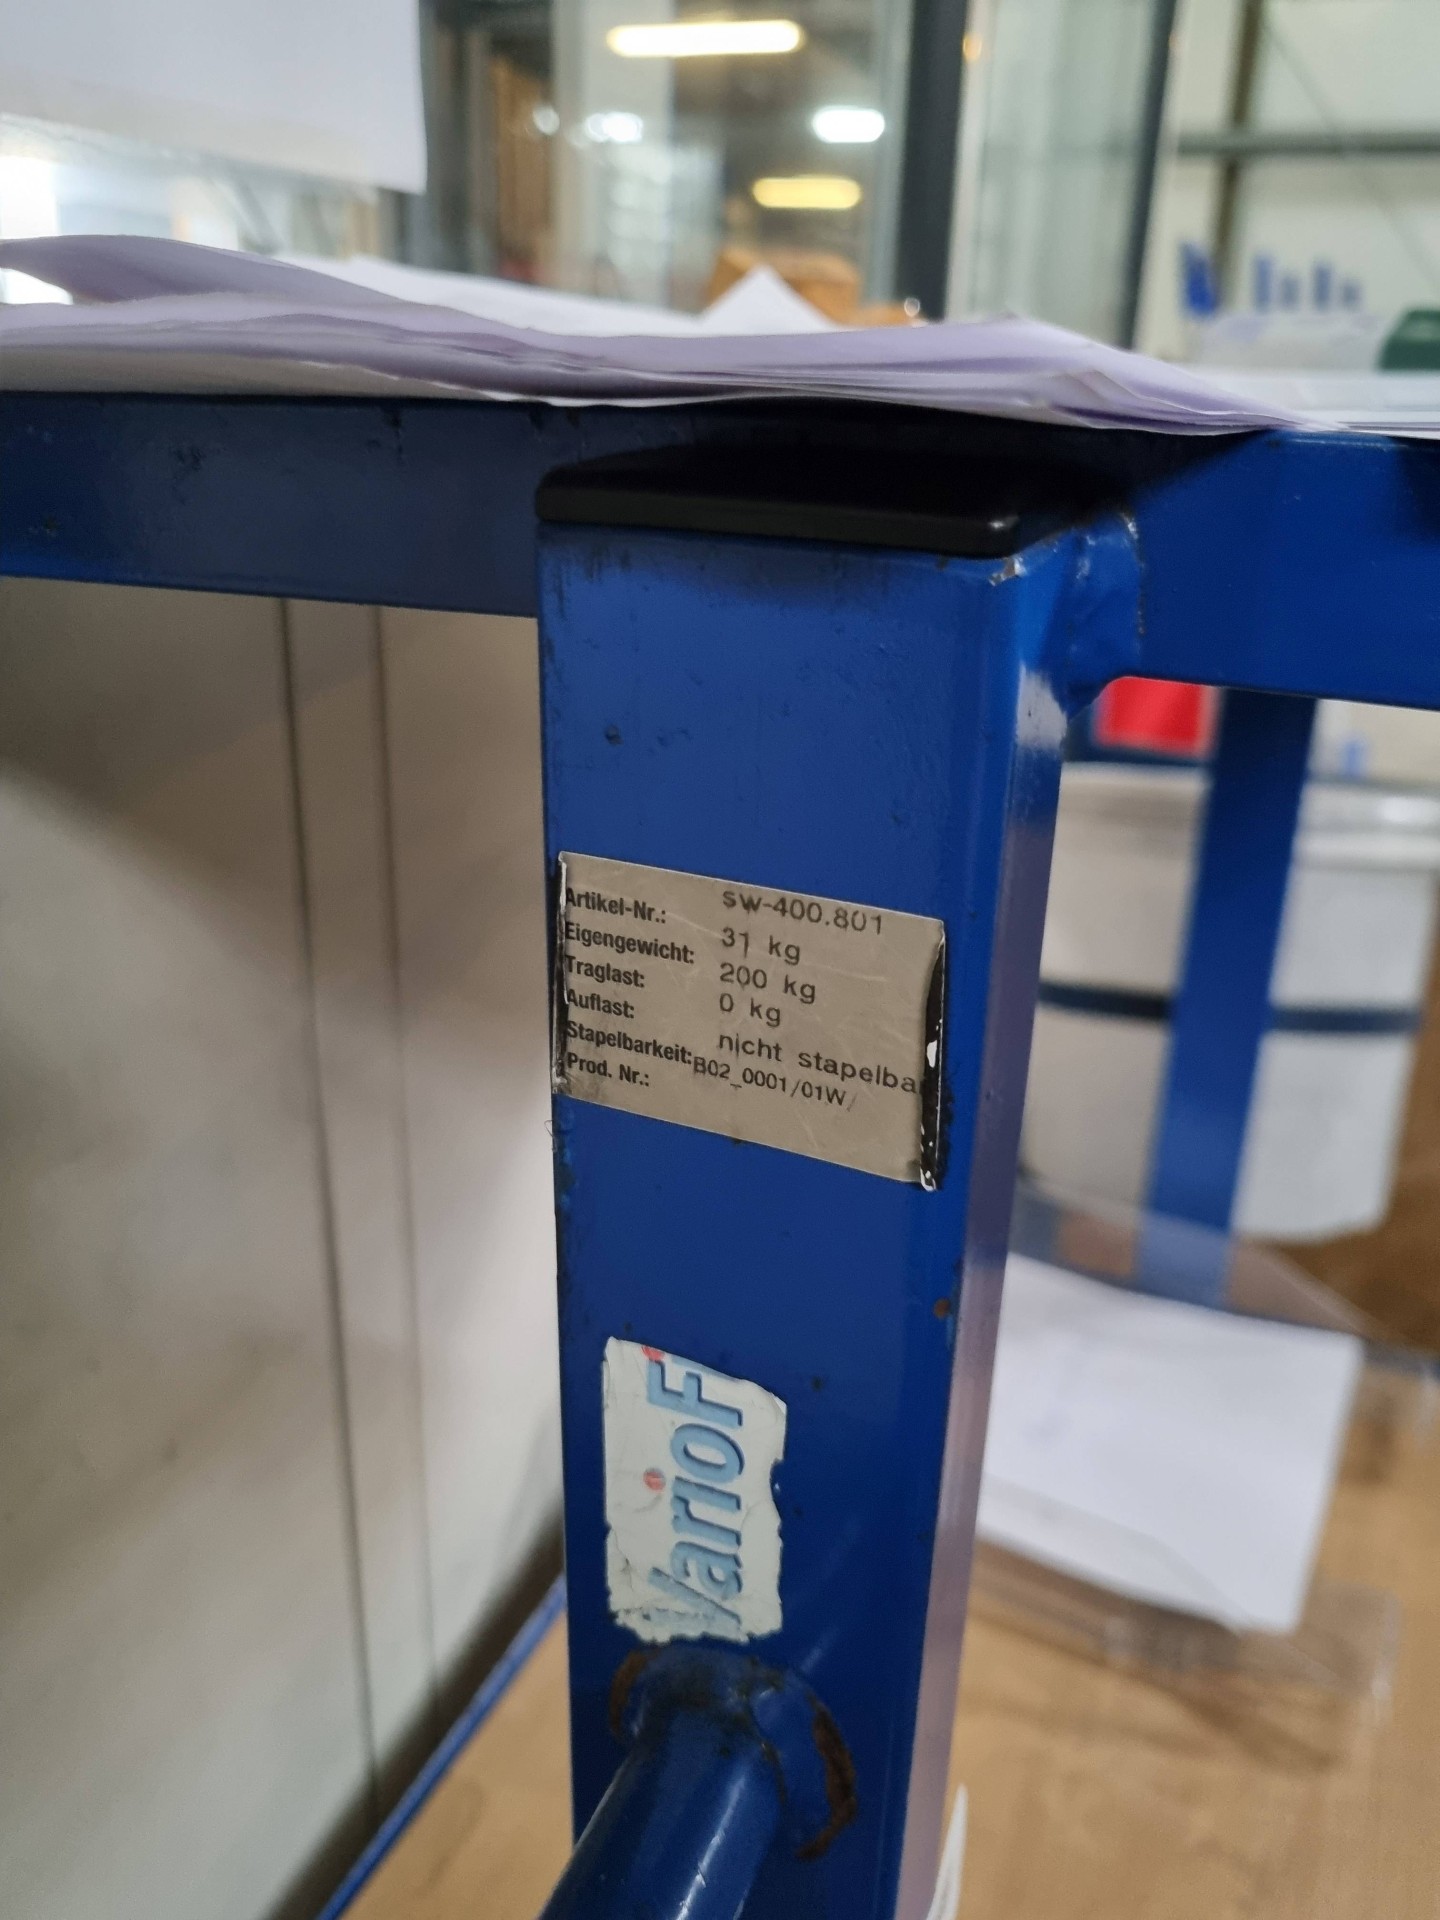 Artikel-Nr.: sw-400.801
Eigengewicht: 31 kg
Traglast: 200 kg
Auflast: 0 kg
Stapelbarkeit: nicht stapelba
Prod. Nr.: B02_0001/01W/
VarioF